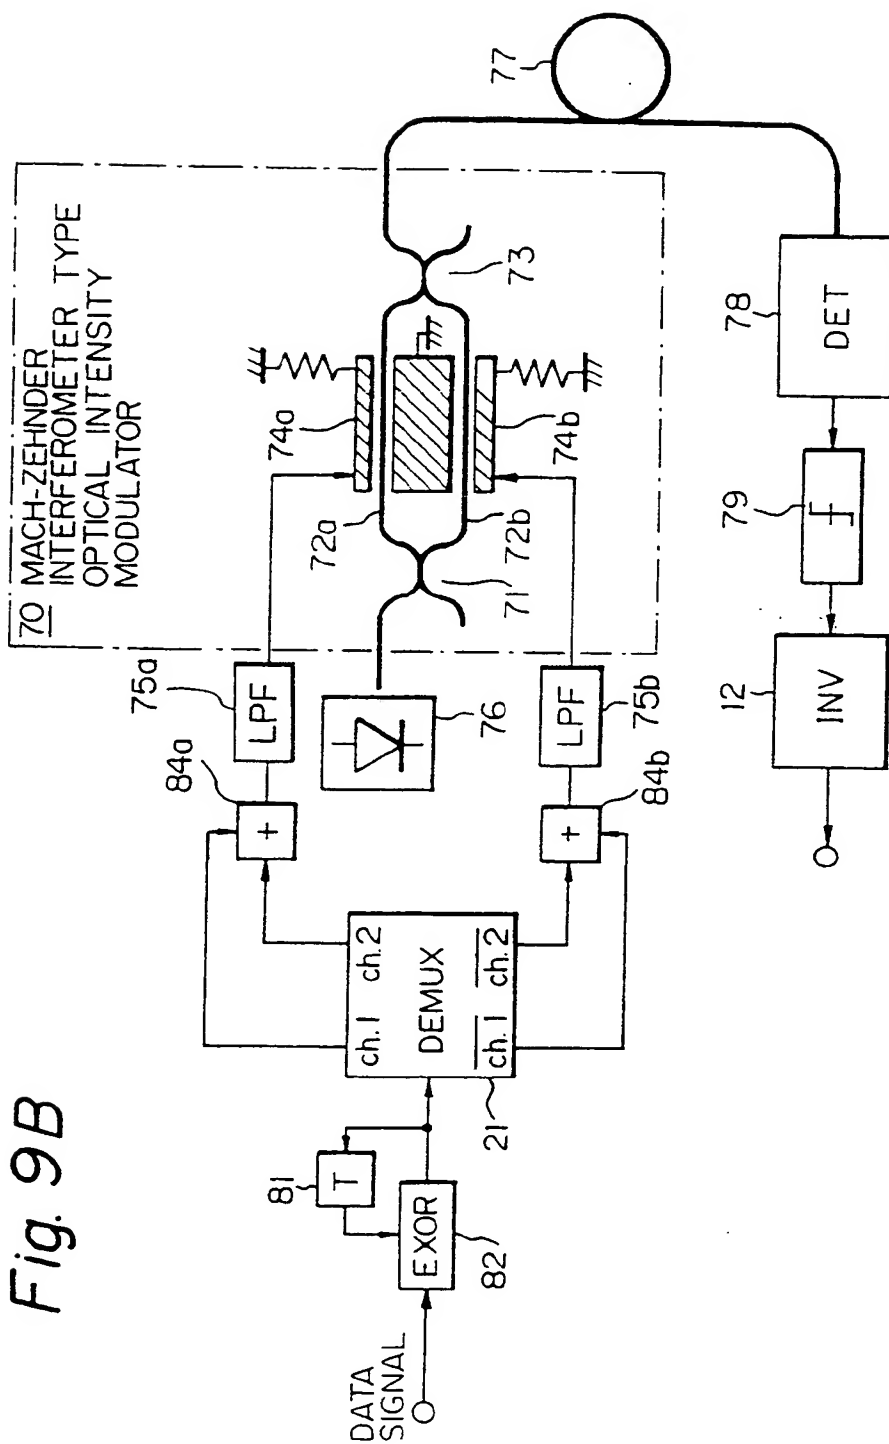 Fig. 9B
70 MACH-ZEHNDER
INTERFEROMETER TYPE
OPTICAL INTENSITY
MODULATOR
DATA
SIGNAL
EXOR
82
T
81
DEMUX
21
ch.1
ch.2
ch.1
ch.2
+
84a
+
84b
LPF
75a
LPF
75b
76
71
72a
72b
74a
74b
73
77
DET
78
79
INV
12